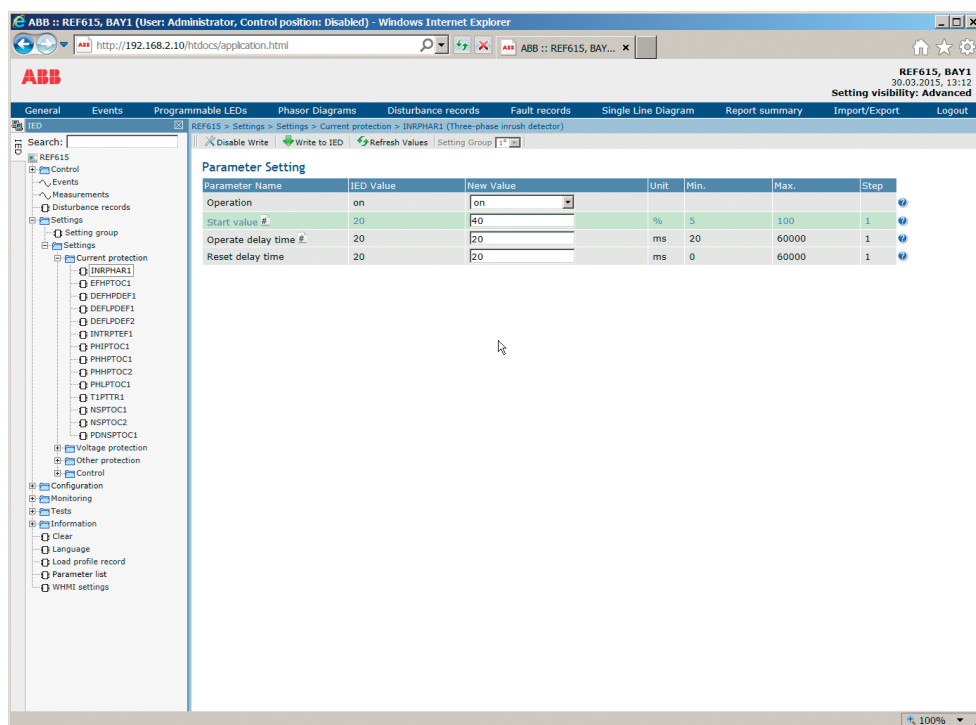 ABB :: REF615, BAY1 (User: Administrator, Control position: Disabled) - Windows Internet Explorer
http://192.168.2.10/htdocs/application.html
ABB ABB :: REF615, BAY... ×
ABB
REF615, BAY1
30.03.2015, 13:12
Setting visibility: Advanced
General Events Programmable LEDs Phasor Diagrams Disturbance records Fault records Single Line Diagram Report summary Import/Export Logout
IED
IED
REF615 > Settings > Settings > Current protection > INRPHAR1 (Three-phase inrush detector)
Search:
Disable Write Write to IED Refresh Values Setting Group 1*
REF615
Control
Events
Measurements
Disturbance records
Settings
Setting group
Settings
Current protection
INRPHAR1
EFHPTOC1
DEFHPDEF1
DEFLPDEF1
DEFLPDEF2
INTRPTEF1
PHIPTOC1
PHHPTOC1
PHHPTOC2
PHLPTOC1
T1PTTR1
NSPTOC1
NSPTOC2
PDNSPTOC1
Voltage protection
Other protection
Control
Configuration
Monitoring
Tests
Information
Clear
Language
Load profile record
Parameter list
WHMI settings
Parameter Setting
Parameter Name IED Value New Value Unit Min. Max. Step
Operation on on
Start value # 20 40 % 5 100 1
Operate delay time # 20 20 ms 20 60000 1
Reset delay time 20 20 ms 0 60000 1
100%